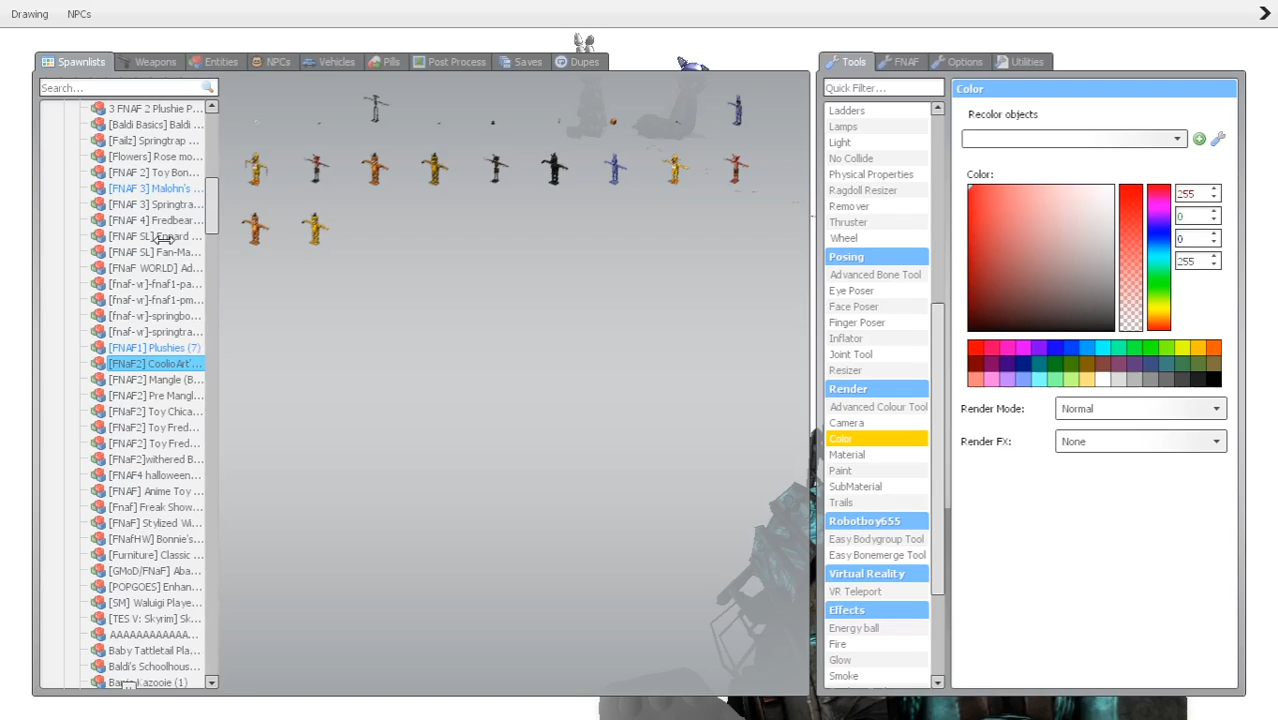 Drawing NPCs
Spawnlists Weapons Entities NPCs Vehicles Pills Post Process Saves Dupes
Search...
3 FNAF 2 Plushie P...
[Baldi Basics] Baldi ...
[Failz] Springtrap ...
[Flowers] Rose mo...
[FNAF 2] Toy Bon...
[FNAF 3] Malohn's ...
[FNAF 3] Springtra...
[FNAF 4] Fredbear...
[FNAF SL] Ennard ...
[FNAF SL] Fan-Ma...
[FNaF WORLD] Ad...
[fnaf-vr]-fnaf1-pa...
[fnaf-vr]-fnaf1-pm...
[fnaf-vr]-springbo...
[fnaf-vr]-springtra...
[FNAF1] Plushies (7)
[FNaF2] CoolioArt'...
[FNAF2] Mangle (B...
[FNAF2] Pre Mangl...
[FNaF2] Toy Chica...
[FNaF2] Toy Fred...
[FNaF2] Toy Fred...
[FNAF2]withered B...
[FNAF4 halloween...
[FNAF] Anime Toy ...
[Fnaf] Freak Show...
[FNaF] Stylized Wi...
[FNafHW] Bonnie's...
[Furniture] Classic ...
[GMoD/FNaF] Aba...
[POPGOES] Enhan...
[SM] Waluigi Playe...
[TES V: Skyrim] Sk...
AAAAAAAAAAAA...
Baby Tattletail Pla...
Baldi's Schoolhous...
Kazooie (1)
Tools FNAF Options Utilities
Quick Filter...
Ladders
Lamps
Light
No Collide
Physical Properties
Ragdoll Resizer
Remover
Thruster
Wheel
Posing
Advanced Bone Tool
Eye Poser
Face Poser
Finger Poser
Inflator
Joint Tool
Resizer
Render
Advanced Colour Tool
Camera
Color
Material
Paint
SubMaterial
Trails
Robotboy655
Easy Bodygroup Tool
Easy Bonemerge Tool
Virtual Reality
VR Teleport
Effects
Energy ball
Fire
Glow
Smoke
Color
Recolor objects
Color:
255
0
0
255
Render Mode: Normal
Render FX: None